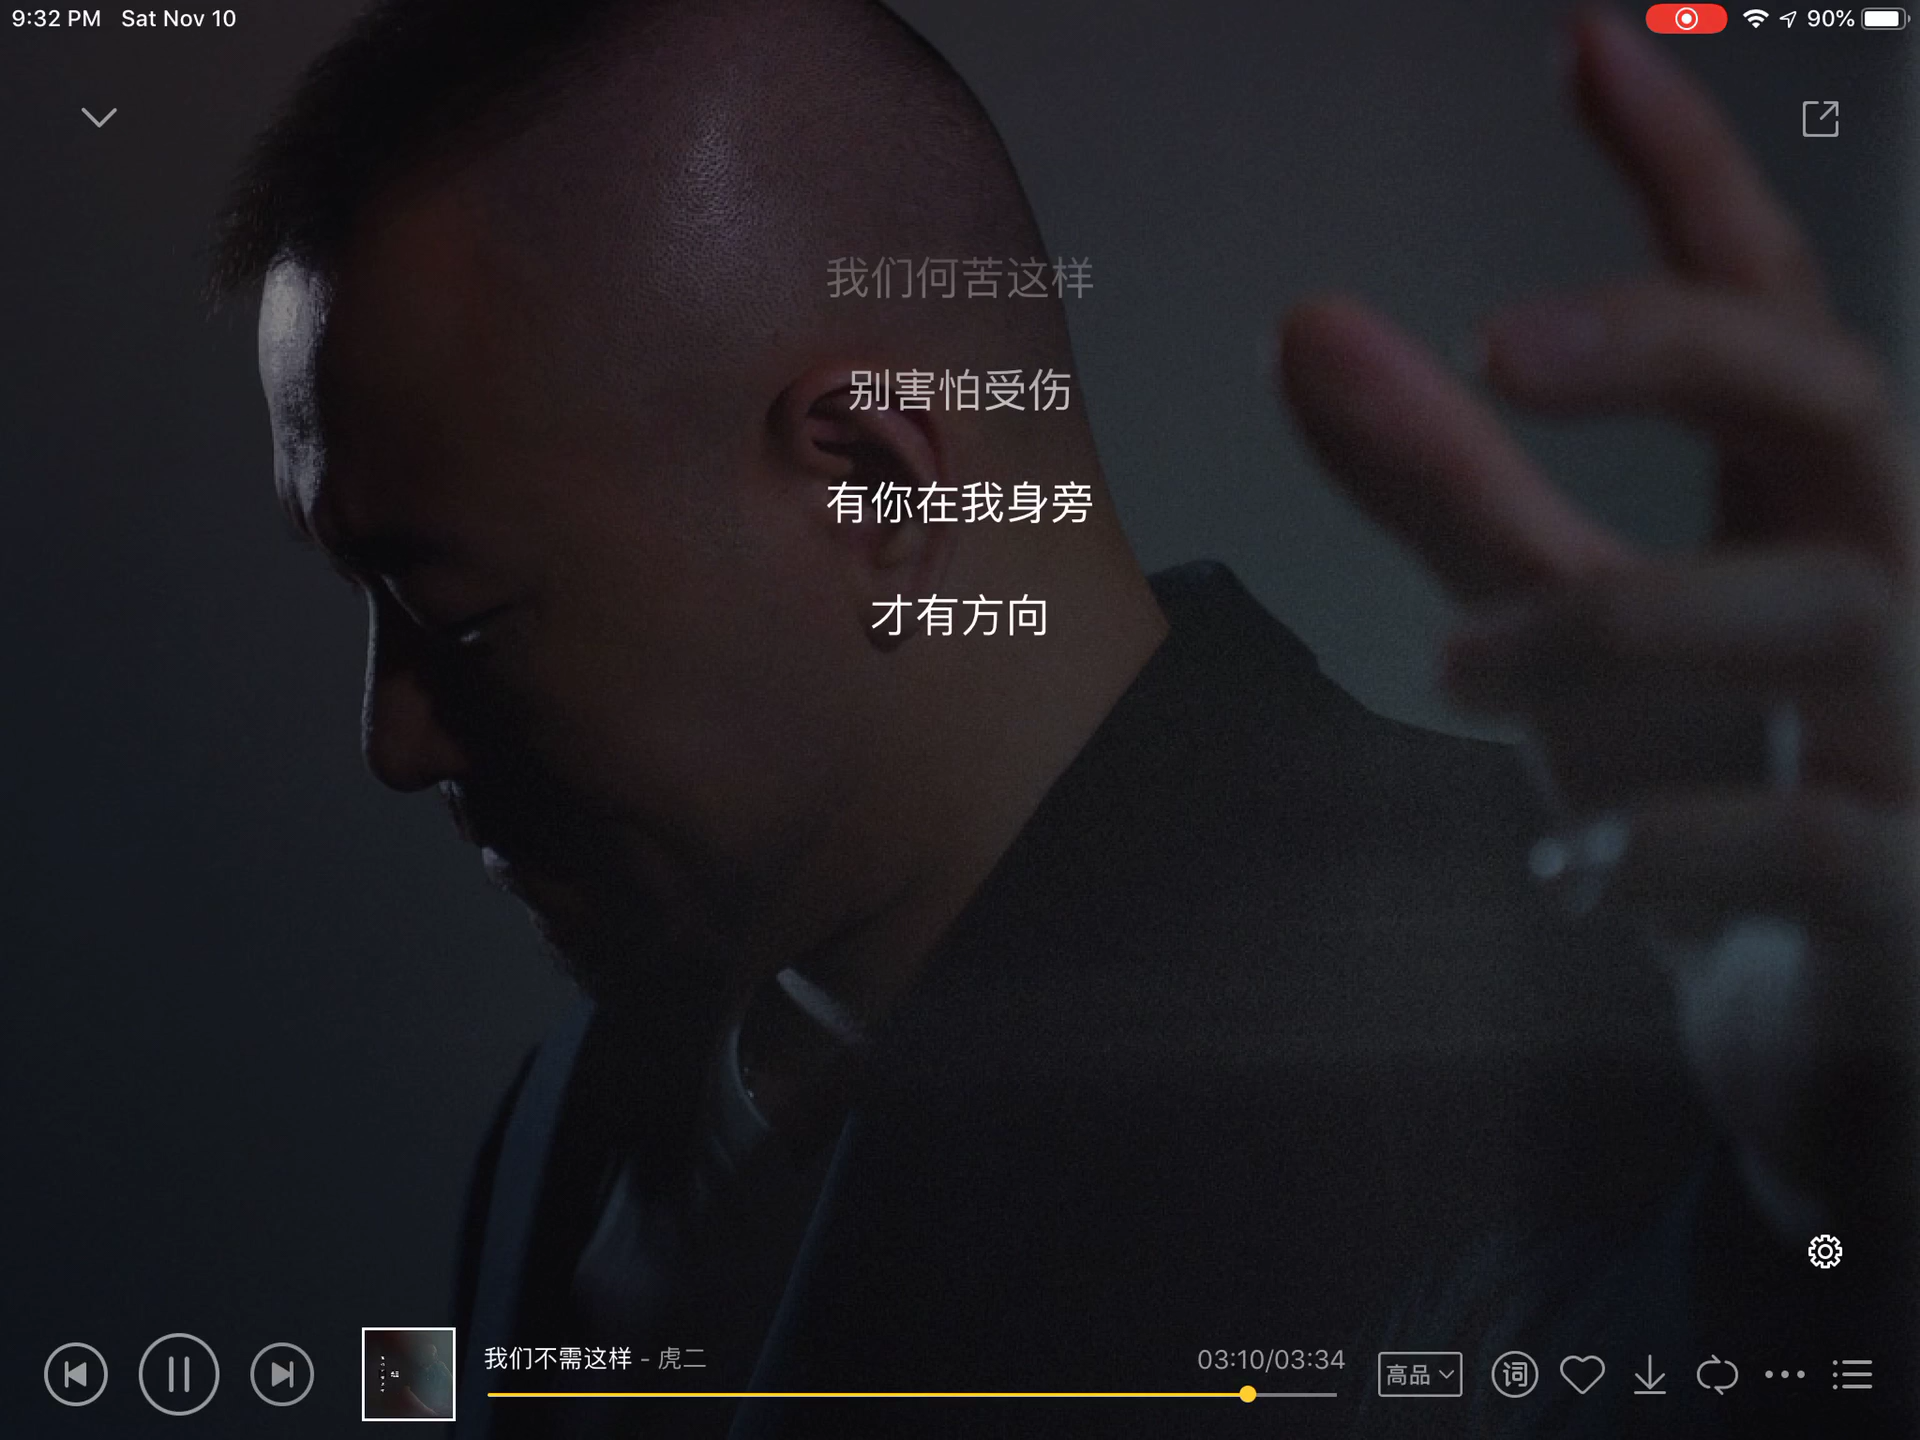 9:32 PM Sat Nov 10 90%
我们何苦这样
别害怕受伤
有你在我身旁
才有方向
我们不需这样 - 虎二
03:10/03:34
高品
词